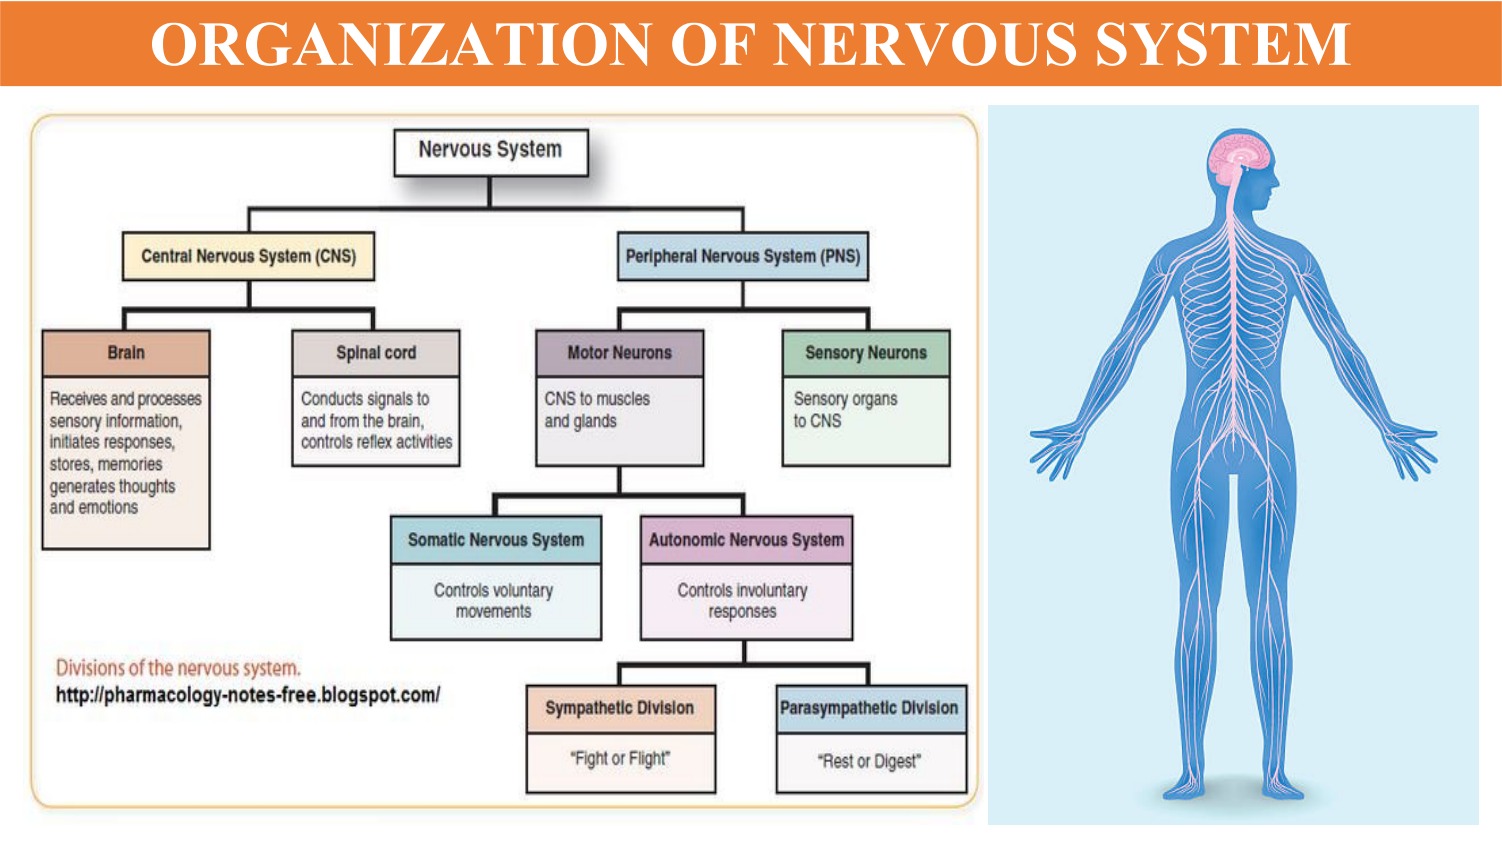 ORGANIZATION OF NERVOUS SYSTEM
Nervous System
Central Nervous System (CNS)
Peripheral Nervous System (PNS)
Brain
Receives and processes
sensory information,
initiates responses,
stores, memories
generates thoughts
and emotions
Spinal cord
Conducts signals to
and from the brain,
controls reflex activities
Motor Neurons
CNS to muscles
and glands
Sensory Neurons
Sensory organs
to CNS
Somatic Nervous System
Controls voluntary
movements
Autonomic Nervous System
Controls involuntary
responses
Sympathetic Division
“Fight or Flight”
Parasympathetic Division
“Rest or Digest”
Divisions of the nervous system.
http://pharmacology-notes-free.blogspot.com/